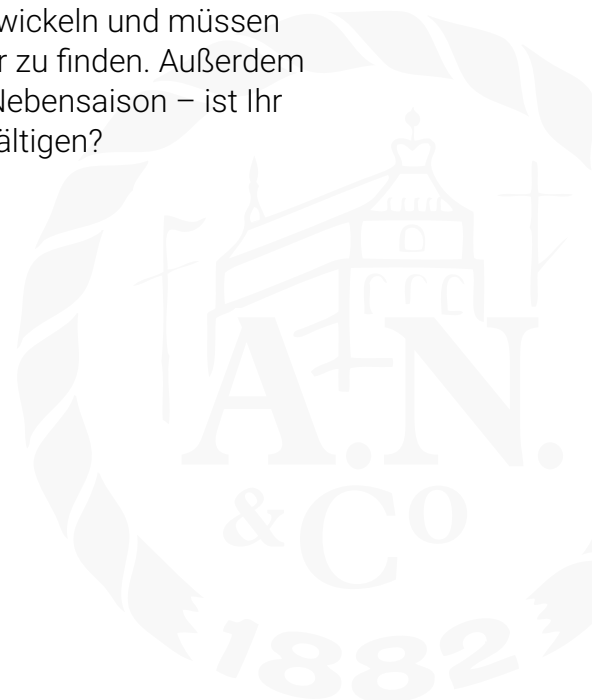 wickeln und müssen
r zu finden. Außerdem
Nebensaison – ist Ihr
ältigen?
A.N.
& Co
1882